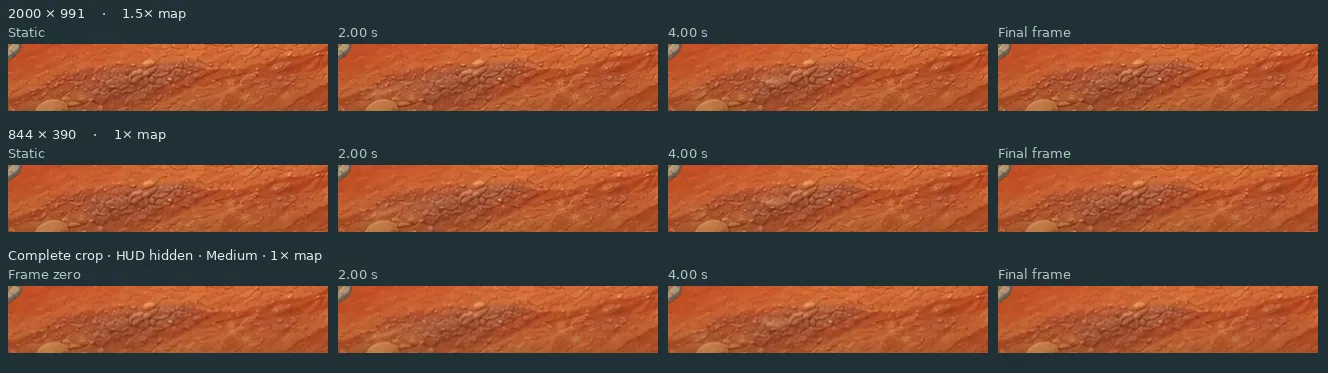 2000 × 991 · 1.5× map
Static 2.00 s 4.00 s Final frame
844 × 390 · 1× map
Static 2.00 s 4.00 s Final frame
Complete crop · HUD hidden · Medium · 1× map
Frame zero 2.00 s 4.00 s Final frame